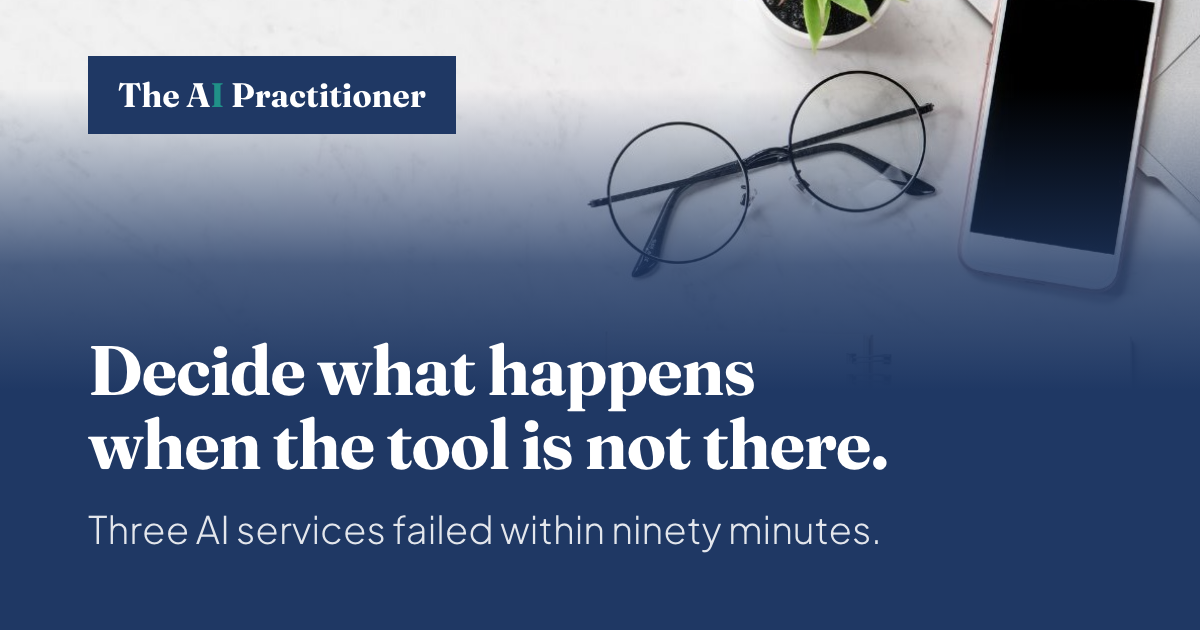 The AI Practitioner
Decide what happens
when the tool is not there.
Three AI services failed within ninety minutes.